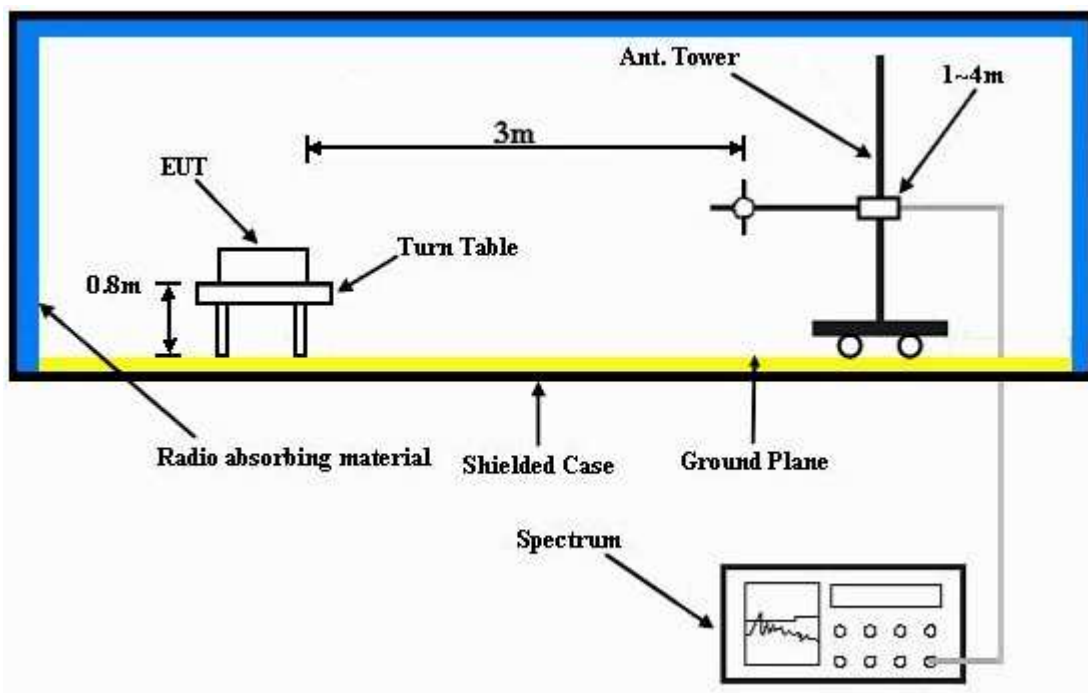 Ant. Tower
1~4m
3m
EUT
Turn Table
0.8m
Radio absorbing material
Shielded Case
Ground Plane
Spectrum